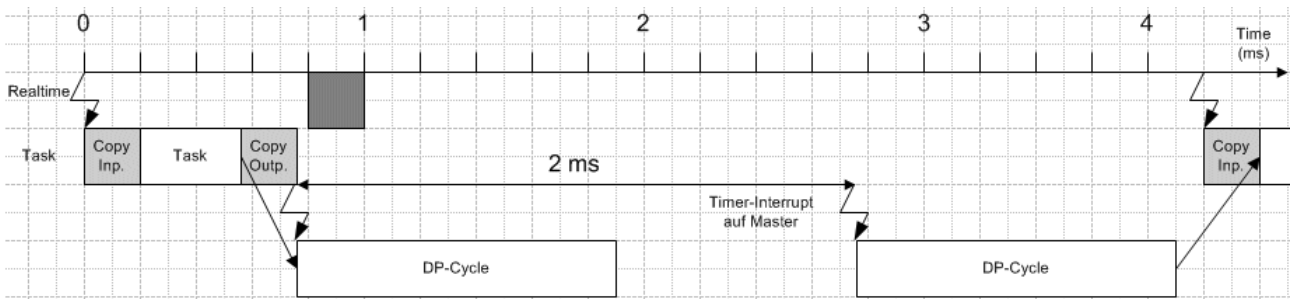 0 1 2 3 4
Time
(ms)
Realtime
Task
Copy
Inp.
Task
Copy
Outp.
2 ms
Copy
Inp.
Timer-Interrupt
auf Master
DP-Cycle
DP-Cycle